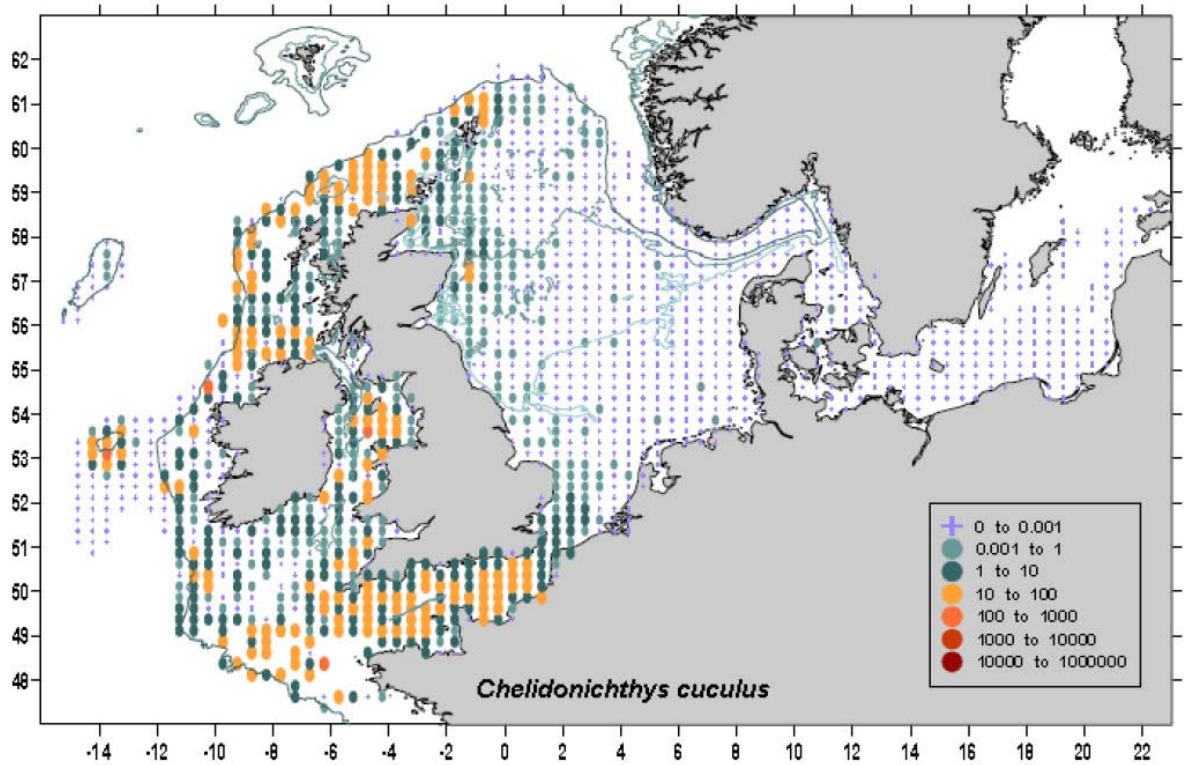 62
61
60
59
58
57
56
55
54
53
52
51
50
49
48
0 to 0.001
0.001 to 1
1 to 10
10 to 100
100 to 1000
1000 to 10000
10000 to 1000000
Chelidonichthys cuculus
-14 -12 -10 -8 -6 -4 -2 0 2 4 6 8 10 12 14 16 18 20 22